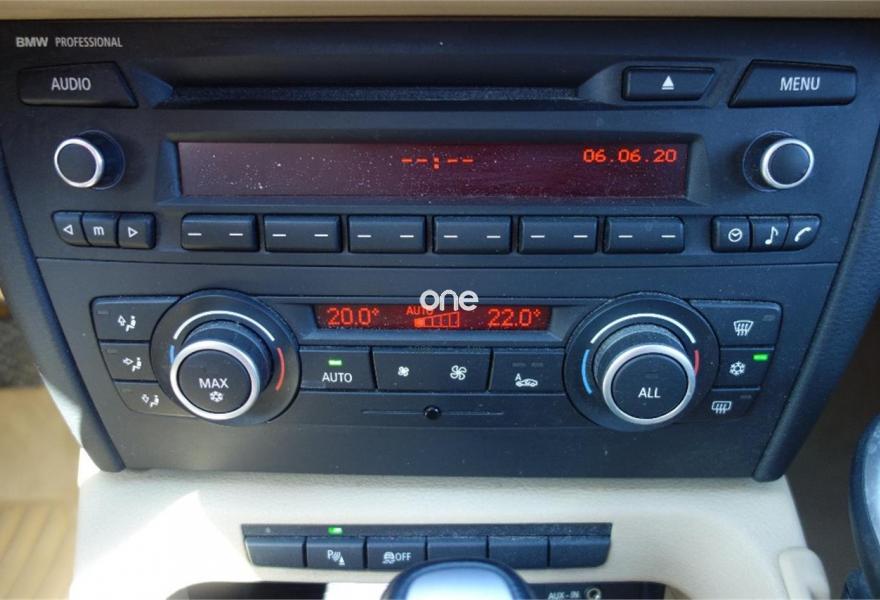 BMW PROFESSIONAL
AUDIO
MENU
--:--
06.06.20
m
20.0°
AUTO
one
22.0°
MAX
AUTO
A
ALL
P
OFF
AUX-IN